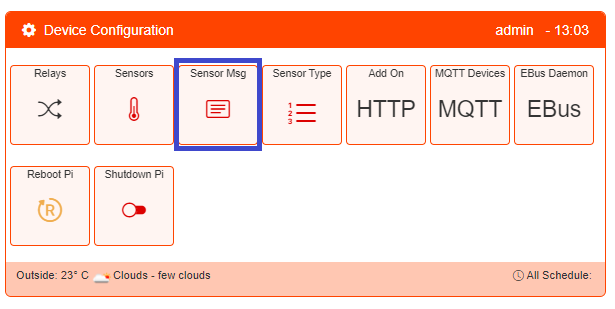 Device Configuration
admin - 13:03
Relays
Sensors
Sensor Msg
Sensor Type
1
2
3
Add On
HTTP
MQTT Devices
MQTT
EBus Daemon
EBus
Reboot Pi
R
Shutdown Pi
Outside: 23° C Clouds - few clouds
All Schedule: